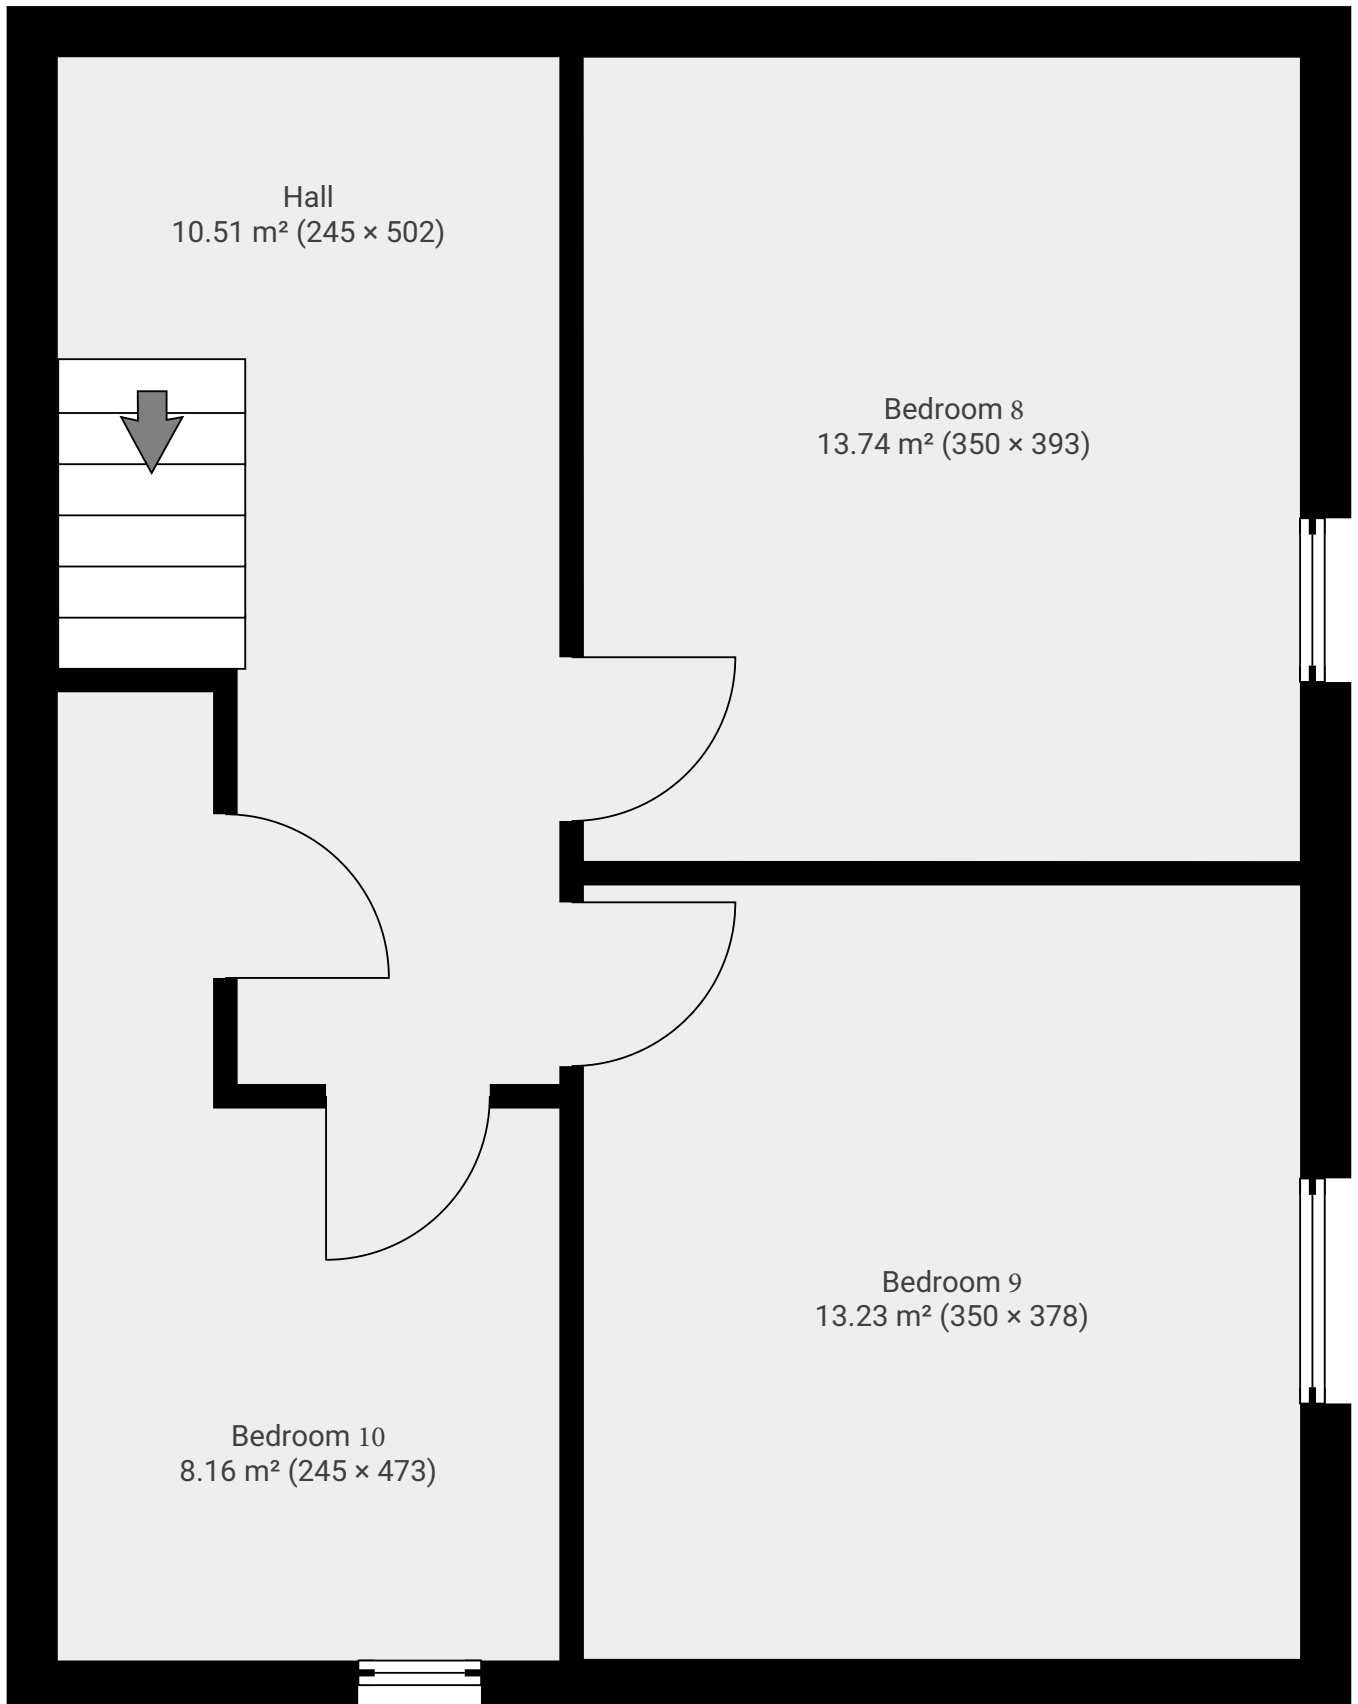 Hall
10.51 m² (245 × 502)
Bedroom 8
13.74 m² (350 × 393)
Bedroom 9
13.23 m² (350 × 378)
Bedroom 10
8.16 m² (245 × 473)